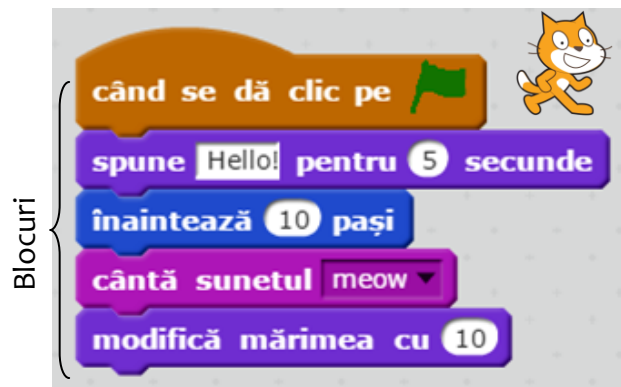 când se dă clic pe
spune Hello! pentru 5 secunde
înaintează 10 pași
cântă sunetul meow
modifică mărimea cu 10
Blocuri